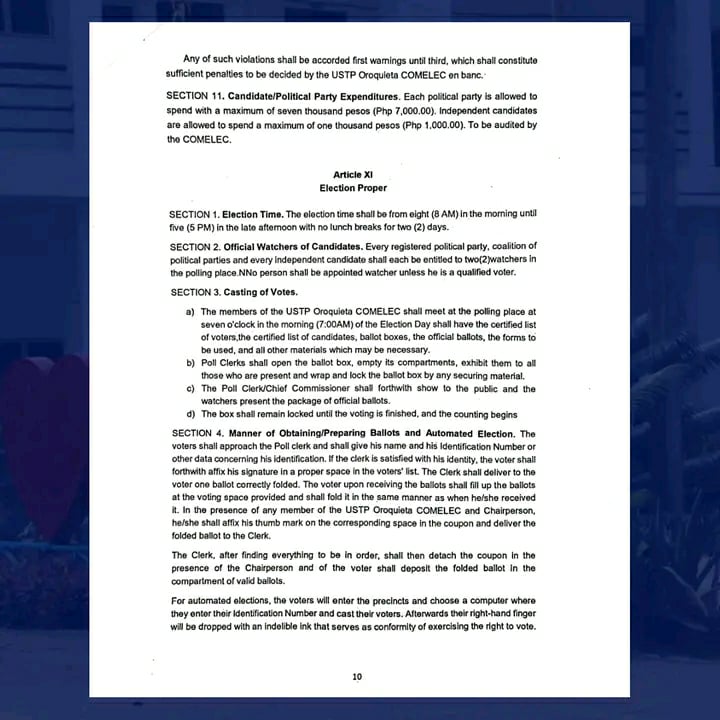 Any of such violations shall be accorded first warnings until third, which shall constitute
sufficient penalties to be decided by the USTP Oroquieta COMELEC en banc.
SECTION 11. Candidate/Political Party Expenditures. Each political party is allowed to
spend with a maximum of seven thousand pesos (Php 7,000.00). Independent candidates
are allowed to spend a maximum of one thousand pesos (Php 1,000.00). To be audited by
the COMELEC.
Article XI
Election Proper
SECTION 1. Election Time. The election time shall be from eight (8 AM) in the morning until
five (5 PM) in the late afternoon with no lunch breaks for two (2) days.
SECTION 2. Official Watchers of Candidates. Every registered political party, coalition of
political parties and every independent candidate shall each be entitled to two(2)watchers in
the polling place.NNo person shall be appointed watcher unless he is a qualified voter.
SECTION 3. Casting of Votes.
a) The members of the USTP Oroquieta COMELEC shall meet at the polling place at
seven o'clock in the morning (7:00AM) of the Election Day shall have the certified list
of voters,the certified list of candidates, ballot boxes, the official ballots, the forms to
be used, and all other materials which may be necessary.
b) Poll Clerks shall open the ballot box, empty its compartments, exhibit them to all
those who are present and wrap and lock the ballot box by any securing material.
c) The Poll Clerk/Chief Commissioner shall forthwith show to the public and the
watchers present the package of official ballots.
d) The box shall remain locked until the voting is finished, and the counting begins
SECTION 4. Manner of Obtaining/Preparing Ballots and Automated Election. The
voters shall approach the Poll clerk and shall give his name and his Identification Number or
other data concerning his identification. If the clerk is satisfied with his identity, the voter shall
forthwith affix his signature in a proper space in the voters' list. The Clerk shall deliver to the
voter one ballot correctly folded. The voter upon receiving the ballots shall fill up the ballots
at the voting space provided and shall fold it in the same manner as when he/she received
it. In the presence of any member of the USTP Oroquieta COMELEC and Chairperson,
he/she shall affix his thumb mark on the corresponding space in the coupon and deliver the
folded ballot to the Clerk.
The Clerk, after finding everything to be in order, shall then detach the coupon in the
presence of the Chairperson and of the voter shall deposit the folded ballot in the
compartment of valid ballots.
For automated elections, the voters will enter the precincts and choose a computer where
they enter their Identification Number and cast their voters. Afterwards their right-hand finger
will be dropped with an indelible ink that serves as conformity of exercising the right to vote.
10